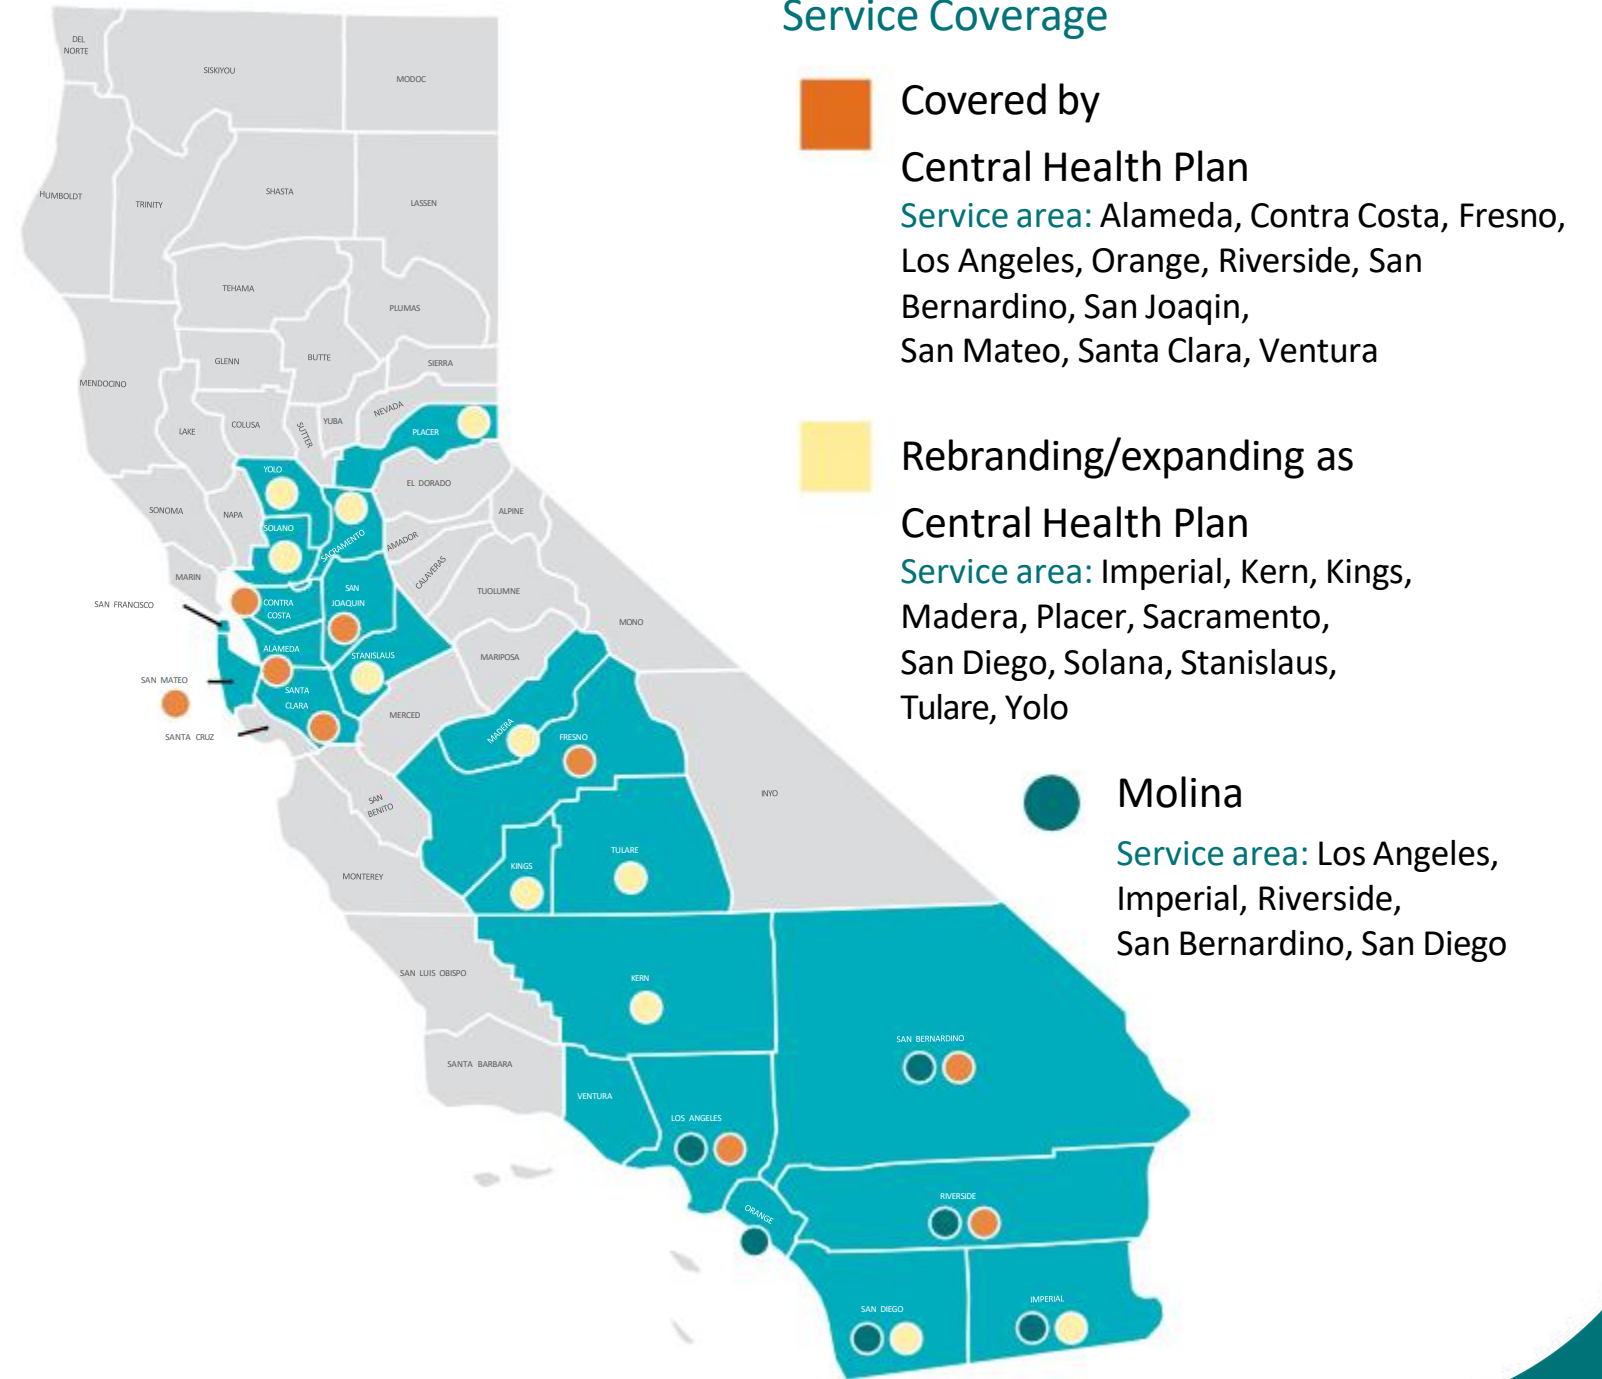 Service Coverage
Covered by
Central Health Plan
Service area: Alameda, Contra Costa, Fresno,
Los Angeles, Orange, Riverside, San
Bernardino, San Joaqin,
San Mateo, Santa Clara, Ventura
Rebranding/expanding as
Central Health Plan
Service area: Imperial, Kern, Kings,
Madera, Placer, Sacramento,
San Diego, Solana, Stanislaus,
Tulare, Yolo
Molina
Service area: Los Angeles,
Imperial, Riverside,
San Bernardino, San Diego
DEL
NORTE
SISKIYOU
MODOC
HUMBOLDT
TRINITY
SHASTA
LASSEN
TEHAMA
PLUMAS
GLENN
BUTTE
SIERRA
MENDOCINO
NEVADA
LAKE
COLUSA
SUTTER
YUBA
PLACER
YOLO
EL DORADO
SONOMA
NAPA
SOLANO
SACRAMENTO
AMADOR
ALPINE
MARIN
CALAVERAS
SAN
JOAQUIN
TUOLUMNE
SAN FRANCISCO
CONTRA
COSTA
MONO
ALAMEDA
STANISLAUS
MARIPOSA
SAN MATEO
SANTA
CLARA
MERCED
SANTA CRUZ
MADERA
FRESNO
SAN
BENITO
INYO
MONTEREY
KINGS
TULARE
SAN LUIS OBISPO
KERN
SAN BERNARDINO
SANTA BARBARA
VENTURA
LOS ANGELES
RIVERSIDE
ORANGE
SAN DIEGO
IMPERIAL